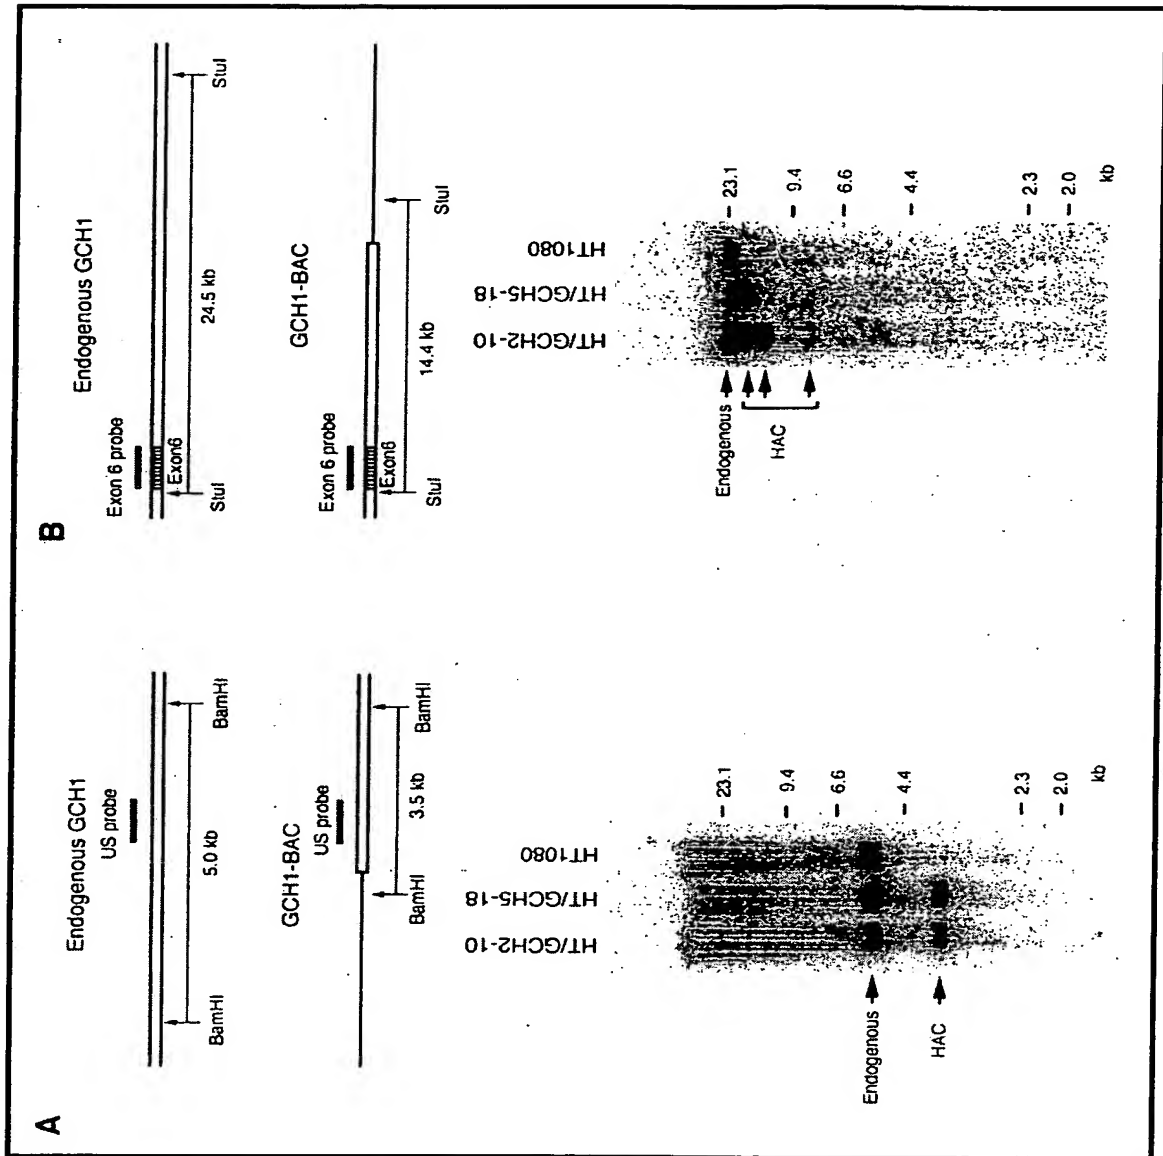 A
Endogenous GCH1
US probe
BamHI
BamHI
5.0 kb
GCH1-BAC
US probe
BamHI
BamHI
3.5 kb
HT/GCH2-10
HT/GCH5-18
HT1080
23.1
9.4
6.6
4.4
2.3
2.0
kb
Endogenous
HAC
B
Endogenous GCH1
Exon 6 probe
Exon6
StuI
StuI
24.5 kb
GCH1-BAC
Exon 6 probe
Exon6
StuI
StuI
14.4 kb
HT/GCH2-10
HT/GCH5-18
HT1080
23.1
9.4
6.6
4.4
2.3
2.0
kb
Endogenous
HAC